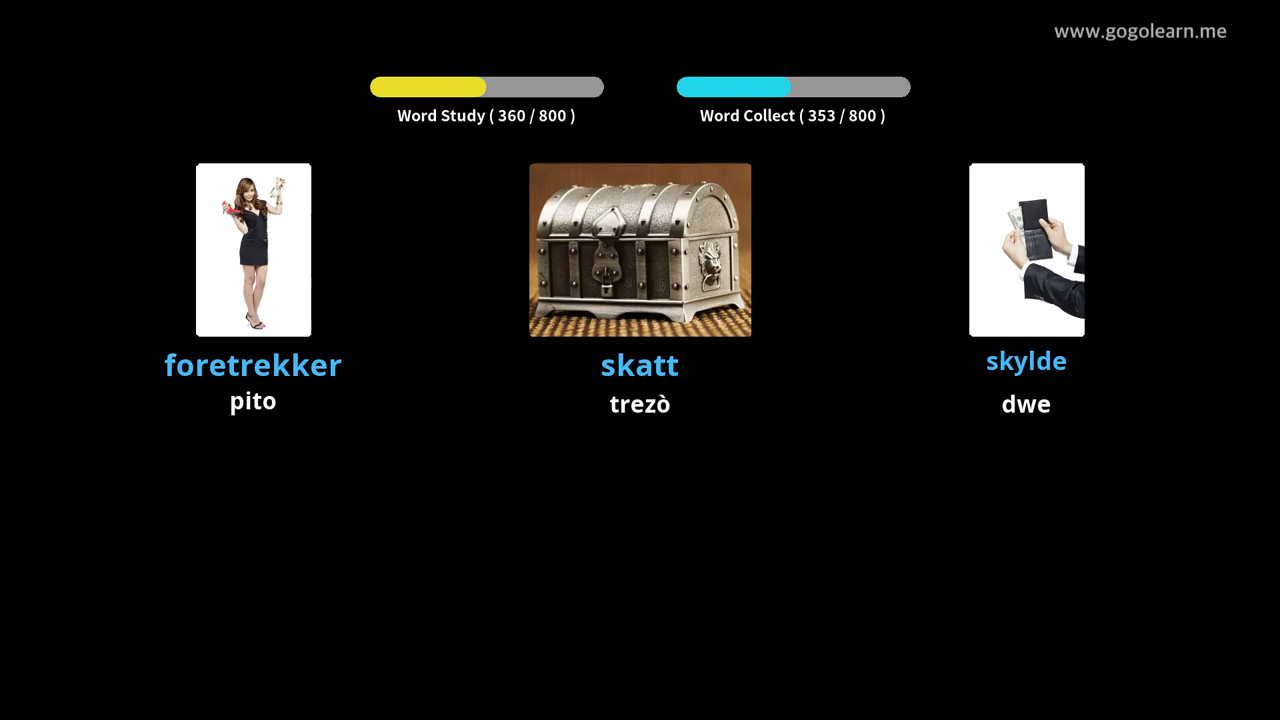 www.gogolearn.me
Word Study ( 360 / 800 )
Word Collect ( 353 / 800 )
foretrekker
pito
skatt
trezò
skylde
dwe